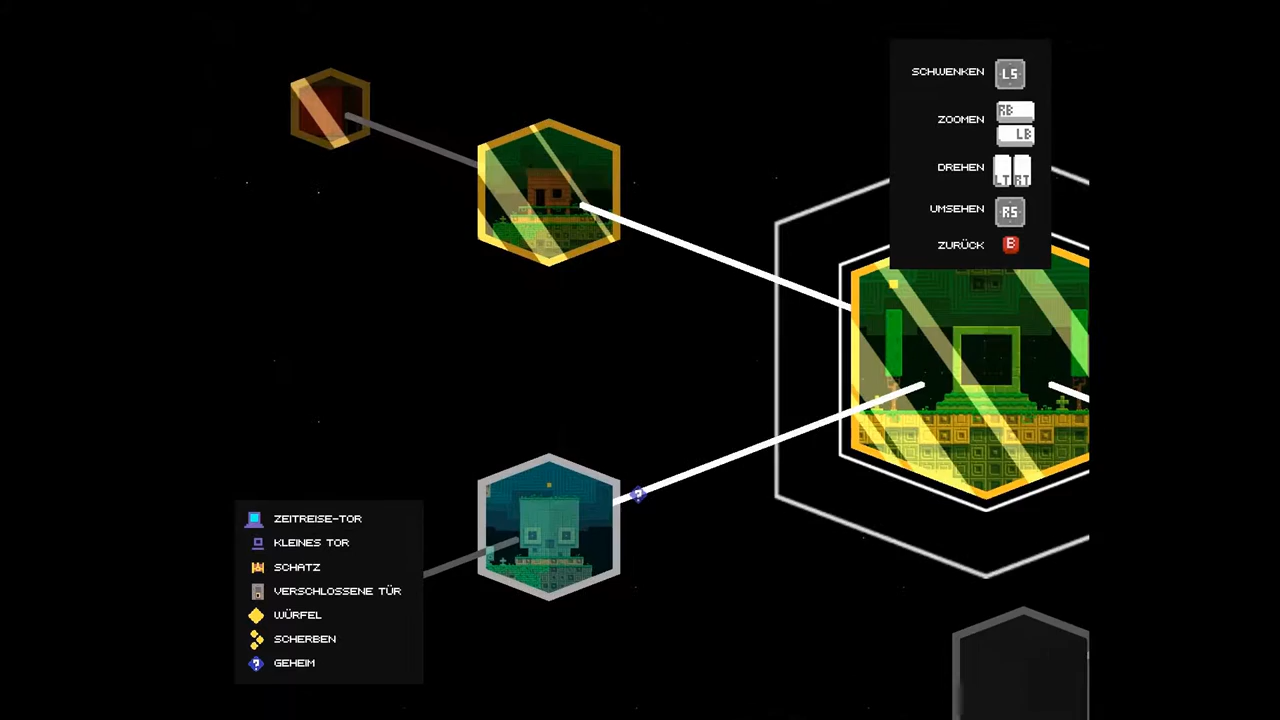 SCHWENKEN LS
ZOOMEN RB
LB
DREHEN LT RT
UMSEHEN RS
ZURÜCK B
ZEITREISE-TOR
KLEINES TOR
SCHATZ
VERSCHLOSSENE TÜR
WÜRFEL
SCHERBEN
? GEHEIM
?